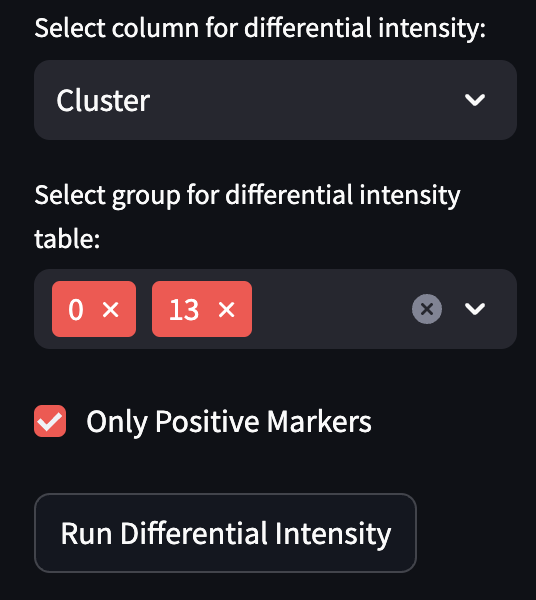 Select column for differential intensity:
Cluster
Select group for differential intensity
table:
0 × 13 ×
Only Positive Markers
Run Differential Intensity